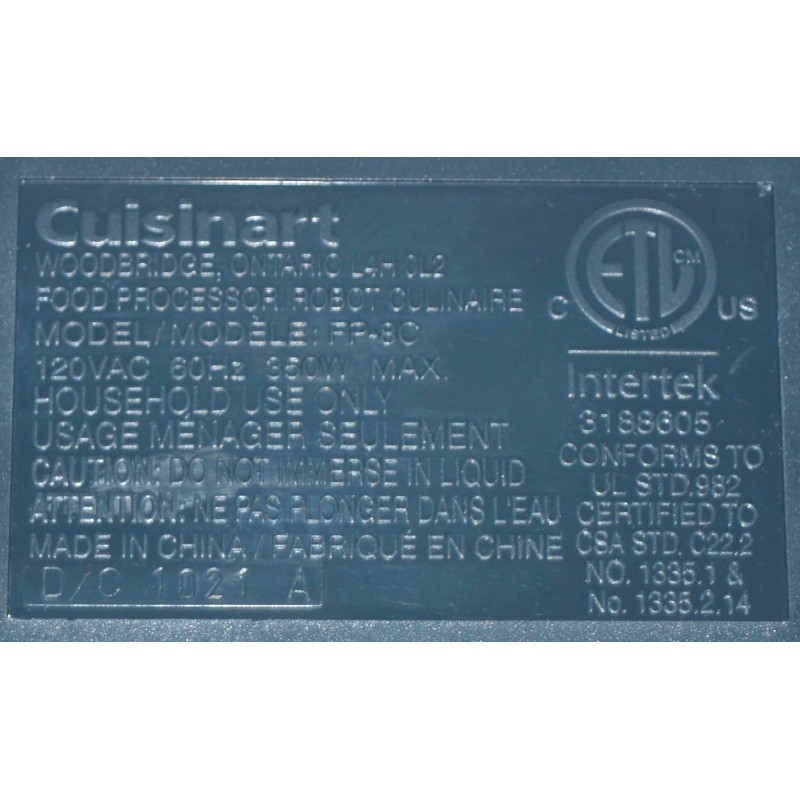 Cuisinart
WOODBRIDGE, ONTARIO L4H 0L2
FOOD PROCESSOR/ROBOT CULINAIRE
MODEL/MODÈLE: FP-8C
120VAC 60Hz 350W MAX.
HOUSEHOLD USE ONLY
USAGE MÉNAGER SEULEMENT
CAUTION: DO NOT IMMERSE IN LIQUID
ATTENTION: NE PAS PLONGER DANS L'EAU
MADE IN CHINA / FABRIQUÉ EN CHINE
D/C 1021 A
ETL CM
LISTED
C US
Intertek
3188605
CONFORMS TO
UL STD.982
CERTIFIED TO
CSA STD. C22.2
NO. 1335.1 &
No. 1335.2.14